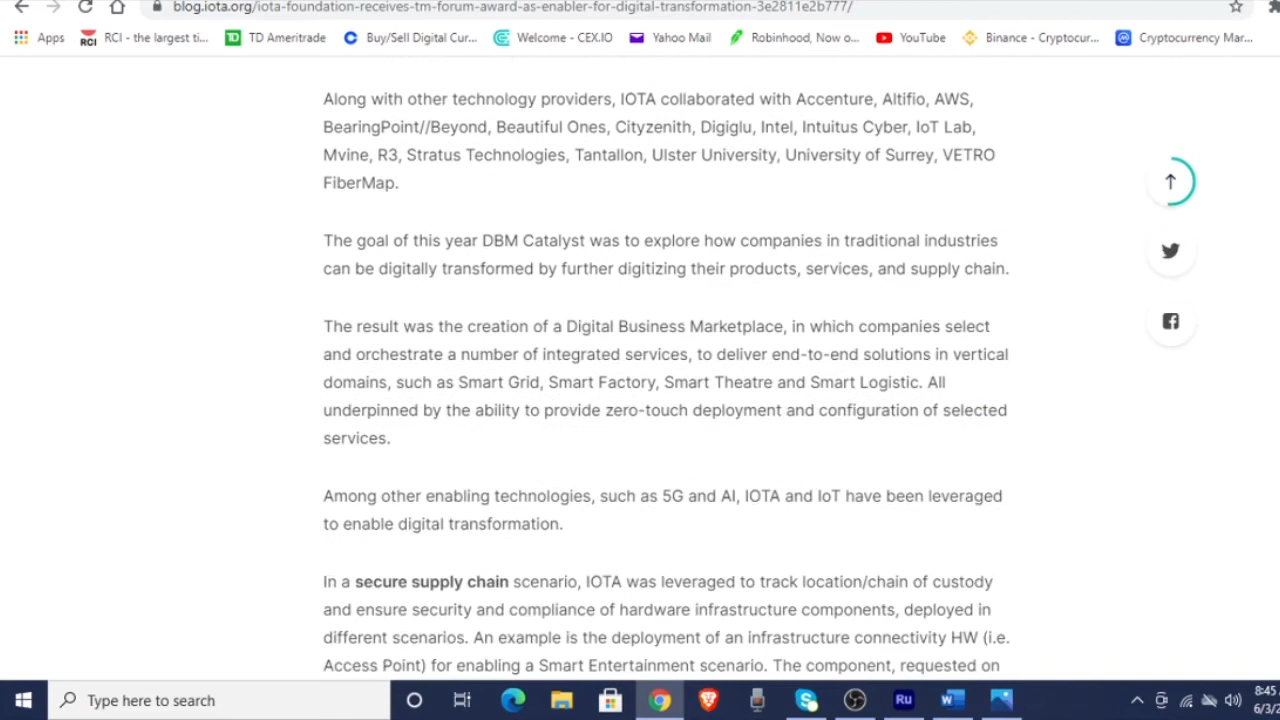 blog.iota.org/iota-foundation-receives-tm-forum-award-as-enabler-for-digital-transformation-3e2811e2b777/
Apps RCI - the largest ti... TD Ameritrade Buy/Sell Digital Cur... Welcome - CEX.IO Yahoo Mail Robinhood, Now o... YouTube Binance - Cryptocur... Cryptocurrency Mar...
Along with other technology providers, IOTA collaborated with Accenture, Altifio, AWS,
BearingPoint//Beyond, Beautiful Ones, Cityzenith, Digiglu, Intel, Intuitus Cyber, IoT Lab,
Mvine, R3, Stratus Technologies, Tantallon, Ulster University, University of Surrey, VETRO
FiberMap.
The goal of this year DBM Catalyst was to explore how companies in traditional industries
can be digitally transformed by further digitizing their products, services, and supply chain.
The result was the creation of a Digital Business Marketplace, in which companies select
and orchestrate a number of integrated services, to deliver end-to-end solutions in vertical
domains, such as Smart Grid, Smart Factory, Smart Theatre and Smart Logistic. All
underpinned by the ability to provide zero-touch deployment and configuration of selected
services.
Among other enabling technologies, such as 5G and AI, IOTA and IoT have been leveraged
to enable digital transformation.
In a secure supply chain scenario, IOTA was leveraged to track location/chain of custody
and ensure security and compliance of hardware infrastructure components, deployed in
different scenarios. An example is the deployment of an infrastructure connectivity HW (i.e.
Access Point) for enabling a Smart Entertainment scenario. The component, requested on
Type here to search
Ru
8:45
6/3/2